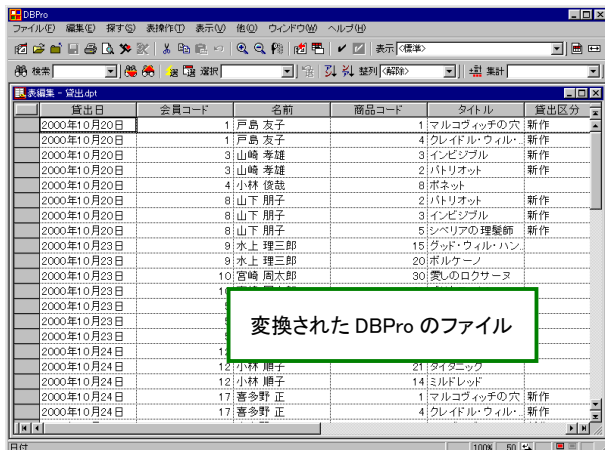 DBPro
ファイル(F) 編集(E) 探す(S) 表操作(T) 表示(V) 他(O) ウィンドウ(W) ヘルプ(H)
表示 <標準>
検索 選択 整列 <解除> 集計
表編集 - 貸出.dpt
貸出日 会員コード 名前 商品コード タイトル 貸出区分
2000年10月20日 1 戸島 友子 1 マルコヴィッチの穴 新作
2000年10月20日 1 戸島 友子 4 クレイドル・ウィル・.. 新作
2000年10月20日 3 山崎 孝雄 3 インビジブル 新作
2000年10月20日 3 山崎 孝雄 2 パトリオット 新作
2000年10月20日 4 小林 俊哉 8 ポネット
2000年10月20日 8 山下 朋子 2 パトリオット 新作
2000年10月20日 8 山下 朋子 3 インビジブル 新作
2000年10月20日 8 山下 朋子 5 シベリアの理髪師 新作
2000年10月23日 9 水上 理三郎 15 グッド・ウィル・ハン..
2000年10月23日 9 水上 理三郎 20 ボルケーノ
2000年10月23日 10 宮崎 周太郎 30 愛しのロクサーヌ
2000年10月23日
2000年10月23日
2000年10月23日
2000年10月23日
変換された DBPro のファイル
2000年10月24日
2000年10月24日 12 小林 順子 21 タイタニック
2000年10月24日 12 小林 順子 14 ミルドレッド
2000年10月24日 17 喜多野 正 1 マルコヴィッチの穴 新作
2000年10月24日 17 喜多野 正 4 クレイドル・ウィル・.. 新作
日付 100% 50